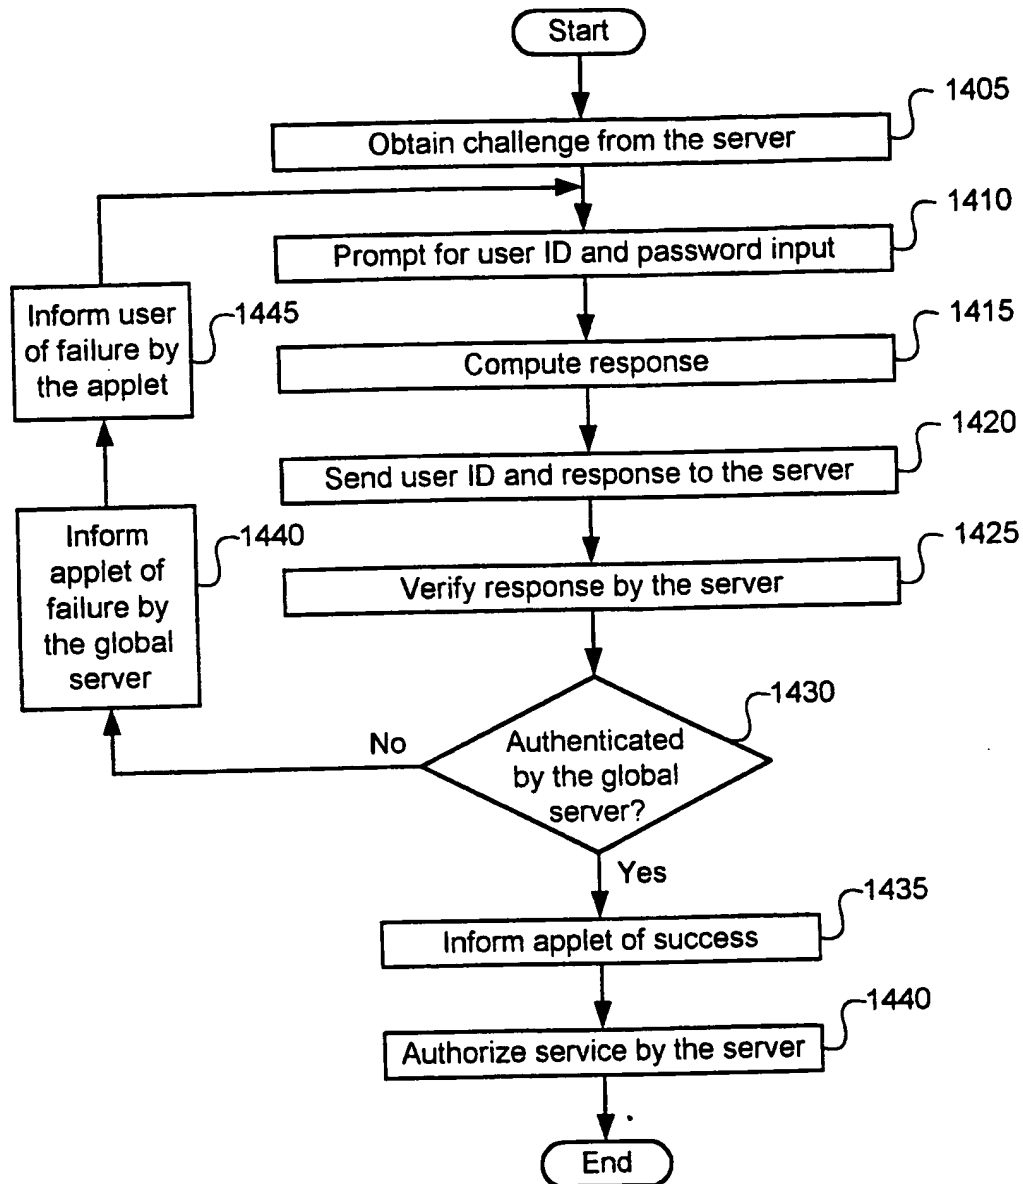 Start
1405
Obtain challenge from the server
1410
Prompt for user ID and password input
1415
Compute response
1420
Send user ID and response to the server
1425
Verify response by the server
1430
Authenticated
by the global
server?
No
Yes
1440
Inform
applet of
failure by
the global
server
1445
Inform user
of failure by
the applet
1435
Inform applet of success
1440
Authorize service by the server
End